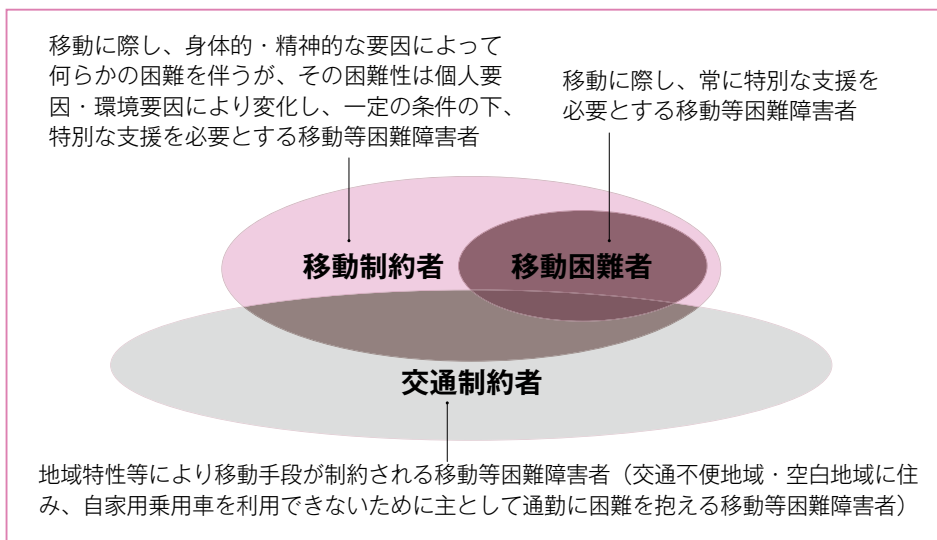 移動に際し、身体的・精神的な要因によって
何らかの困難を伴うが、その困難性は個人要
因・環境要因により変化し、一定の条件の下、
特別な支援を必要とする移動等困難障害者
移動に際し、常に特別な支援を
必要とする移動等困難障害者
移動制約者
移動困難者
交通制約者
地域特性等により移動手段が制約される移動等困難障害者（交通不便地域・空白地域に住
み、自家用乗用車を利用できないために主として通勤に困難を抱える移動等困難障害者）